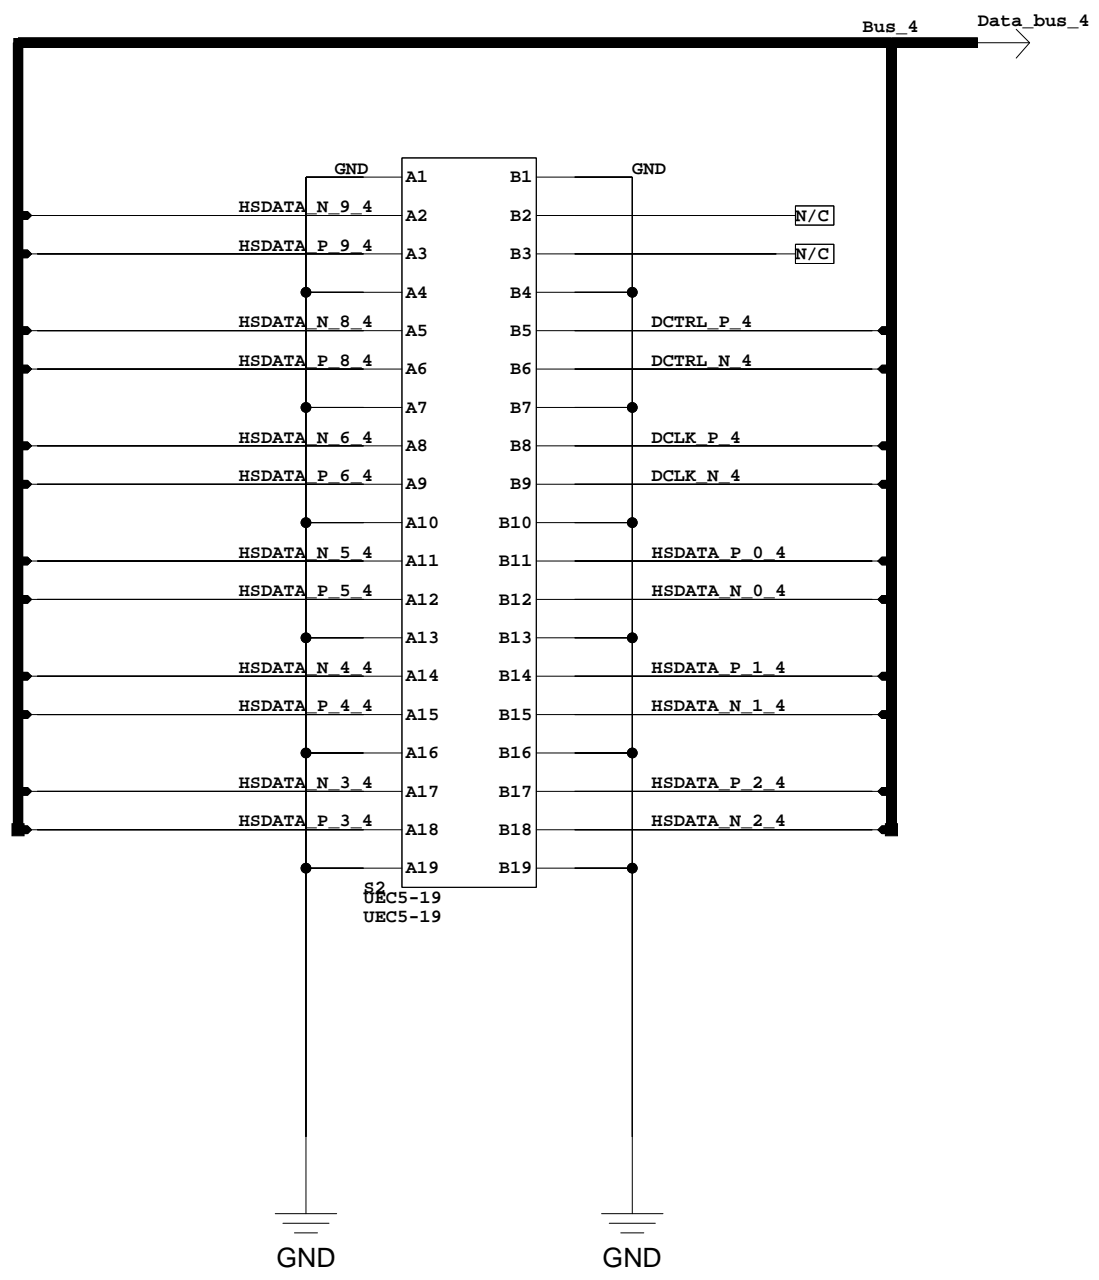 Data_bus_4
Bus_4
GND A1 B1 GND
HSDATA_N_9_4 A2 B2 N/C
HSDATA_P_9_4 A3 B3 N/C
A4 B4
HSDATA_N_8_4 A5 B5 DCTRL_P_4
HSDATA_P_8_4 A6 B6 DCTRL_N_4
A7 B7
HSDATA_N_6_4 A8 B8 DCLK_P_4
HSDATA_P_6_4 A9 B9 DCLK_N_4
A10 B10
HSDATA_N_5_4 A11 B11 HSDATA_P_0_4
HSDATA_P_5_4 A12 B12 HSDATA_N_0_4
A13 B13
HSDATA_N_4_4 A14 B14 HSDATA_P_1_4
HSDATA_P_4_4 A15 B15 HSDATA_N_1_4
A16 B16
HSDATA_N_3_4 A17 B17 HSDATA_P_2_4
HSDATA_P_3_4 A18 B18 HSDATA_N_2_4
A19 B19
S2
UEC5-19
UEC5-19
GND GND